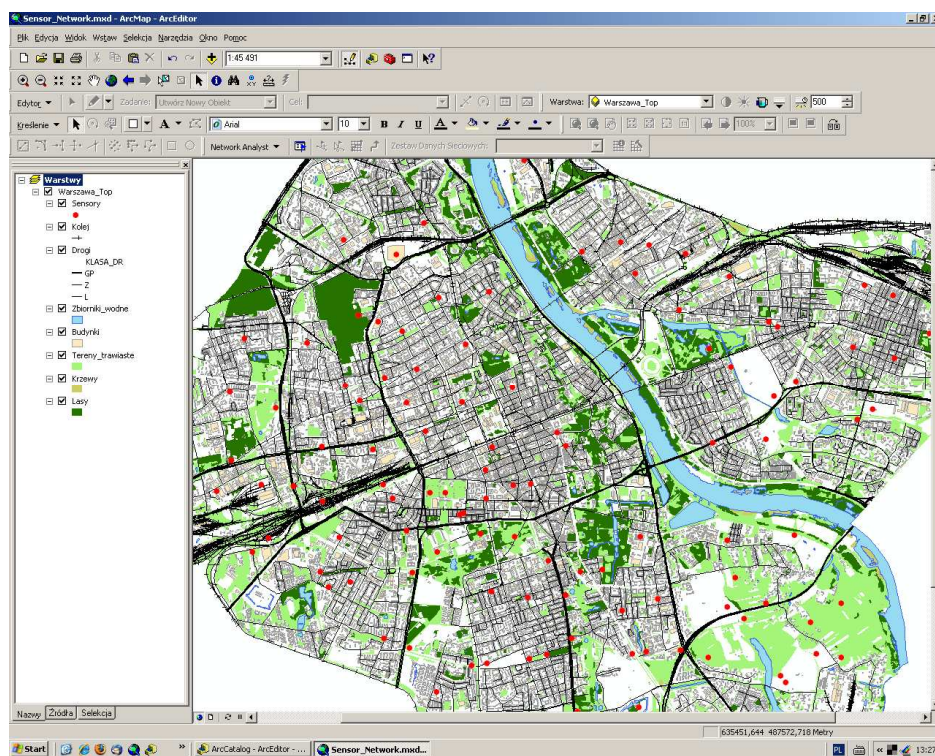 Sensor_Network.mxd - ArcMap - ArcEditor
Plik Edycja Widok Wstaw Selekcja Narzędzia Okno Pomoc
1:45 491
Edytor Zadanie: Utwórz Nowy Obiekt Cel: Warstwa: Warszawa_Top 500
Kreślenie A Arial 10 B I U A 100%
Network Analyst Zestaw Danych Sieciowych:
Warstwy
Warszawa_Top
Sensory
Kolej
Drogi
KLASA_DR
GP
Z
L
Zbiorniki_wodne
Budynki
Tereny_trawiaste
Krzewy
Lasy
Nazwy Źródła Selekcja
635451,644 487572,718 Metry
Start » ArcCatalog - ArcEditor - ... Sensor_Network.mxd... PL « 13:27